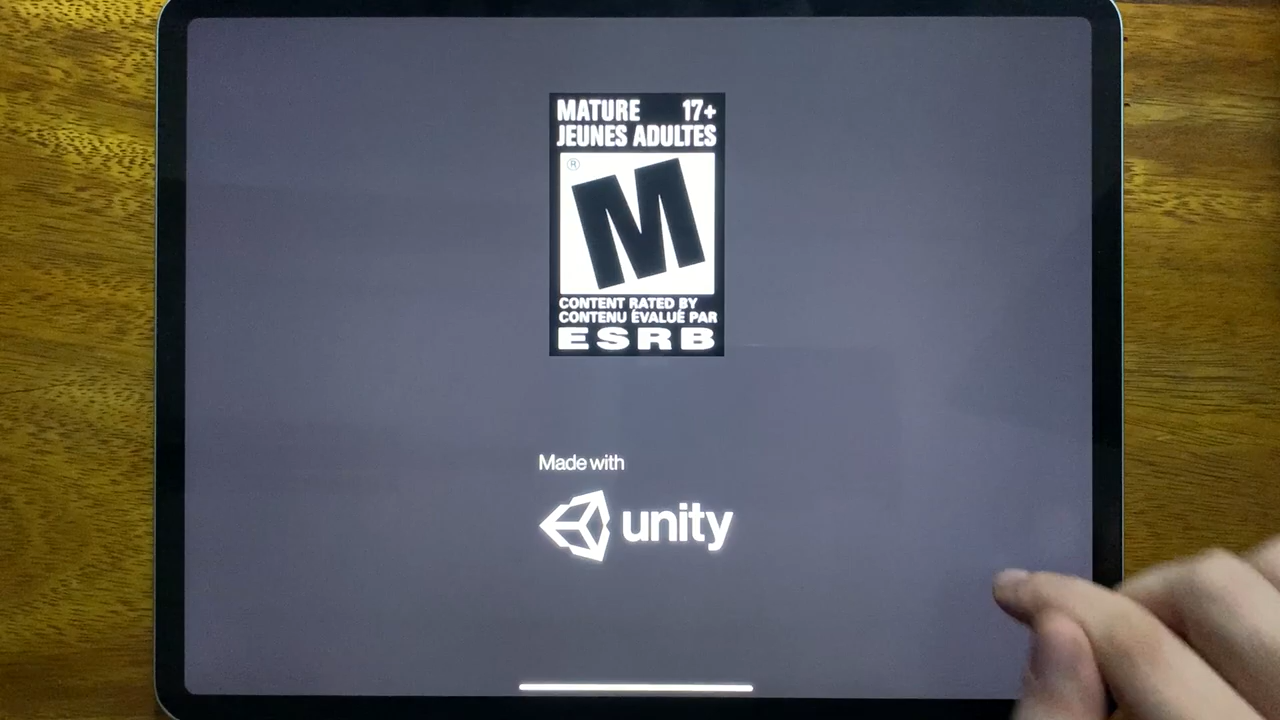 MATURE 17+
JEUNES ADULTES
®
M
CONTENT RATED BY
CONTENU ÉVALUÉ PAR
ESRB
Made with
unity